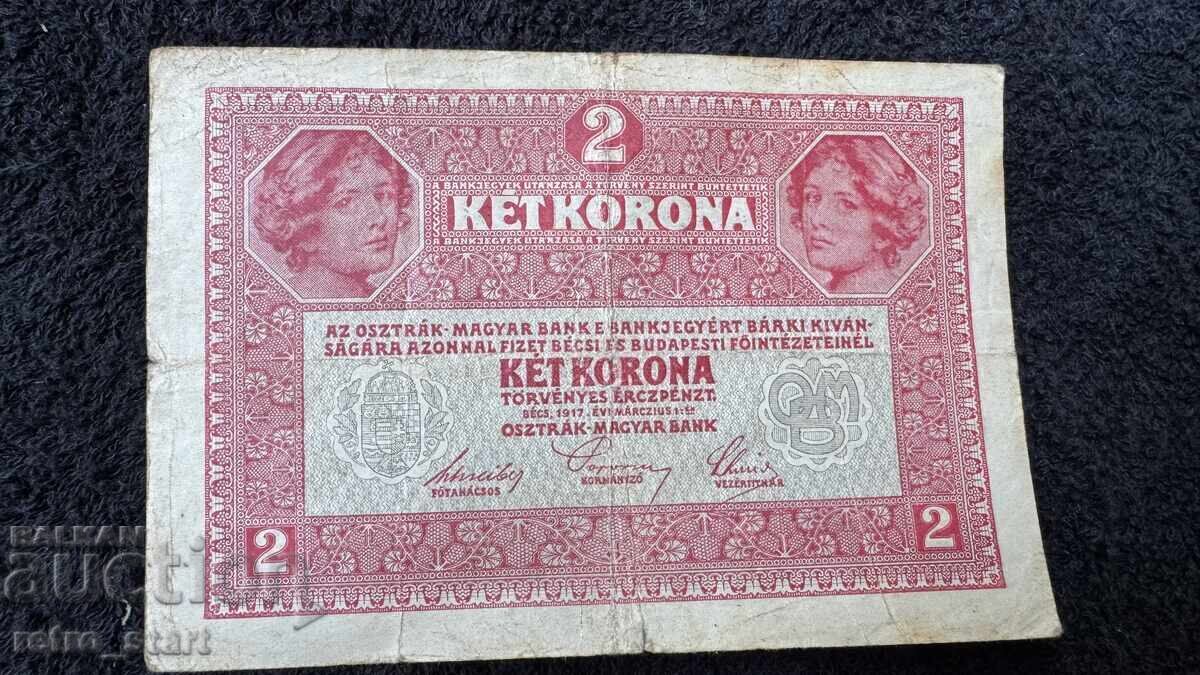 2
A BANKJEGYEK UTÁNZÁSA A TÖRVÉNY SZERINT BÜNTETTETIK
KÉT KORONA
A BANKJEGYEK UTÁNZÁSA A TÖRVÉNY SZERINT BÜNTETTETIK
AZ OSZTRÁK-MAGYAR BANK E BANKJEGYÉRT BÁRKI KIVÁN-
SÁGÁRA AZONNAL FIZET BÉCSI ÉS BUDAPESTI FŐINTÉZETEINÉL
KÉT KORONA
TÖRVÉNYES ÉRCZPÉNZT.
BÉCS, 1917. ÉVI MÁRCZIUS 1:ÉN
OSZTRÁK-MAGYAR BANK
FŐTANÁCSOS
KORMÁNYZÓ
VEZÉRTITKÁR
2
2
BALKAN
auction
retro_start